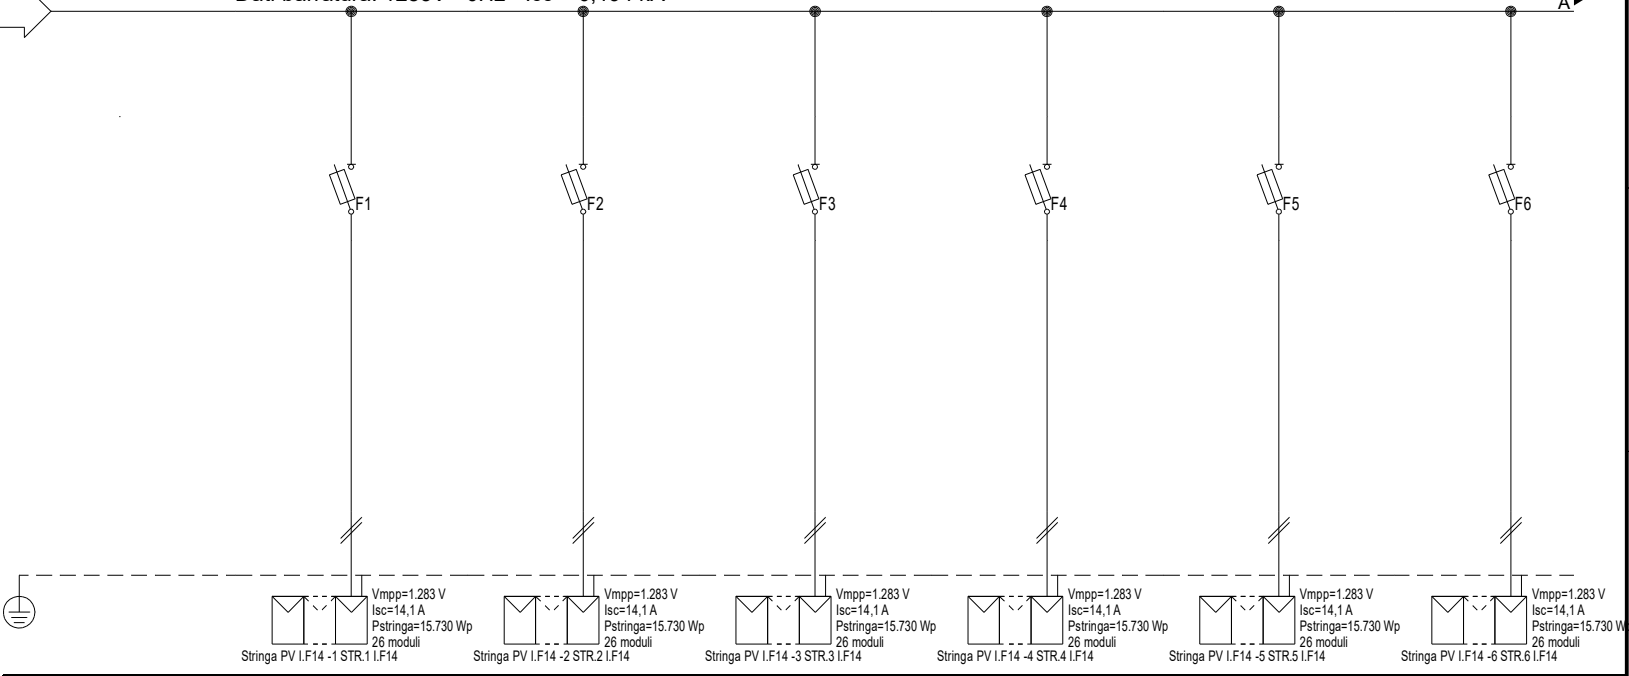 A
F1
F2
F3
F4
F5
F6
Vmpp=1.283 V
Isc=14,1 A
Pstringa=15.730 Wp
26 moduli
Stringa PV I.F14 -1 STR.1 I.F14
Vmpp=1.283 V
Isc=14,1 A
Pstringa=15.730 Wp
26 moduli
Stringa PV I.F14 -2 STR.2 I.F14
Vmpp=1.283 V
Isc=14,1 A
Pstringa=15.730 Wp
26 moduli
Stringa PV I.F14 -3 STR.3 I.F14
Vmpp=1.283 V
Isc=14,1 A
Pstringa=15.730 Wp
26 moduli
Stringa PV I.F14 -4 STR.4 I.F14
Vmpp=1.283 V
Isc=14,1 A
Pstringa=15.730 Wp
26 moduli
Stringa PV I.F14 -5 STR.5 I.F14
Vmpp=1.283 V
Isc=14,1 A
Pstringa=15.730 W
26 moduli
Stringa PV I.F14 -6 STR.6 I.F14